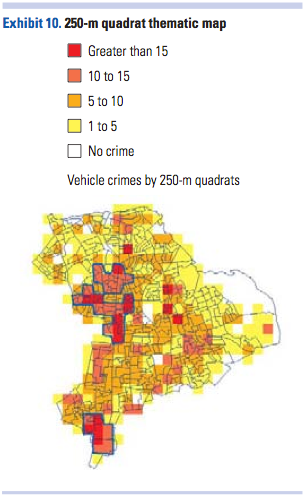 Exhibit 10. 250-m quadrat thematic map
Greater than 15
10 to 15
5 to 10
1 to 5
No crime
Vehicle crimes by 250-m quadrats